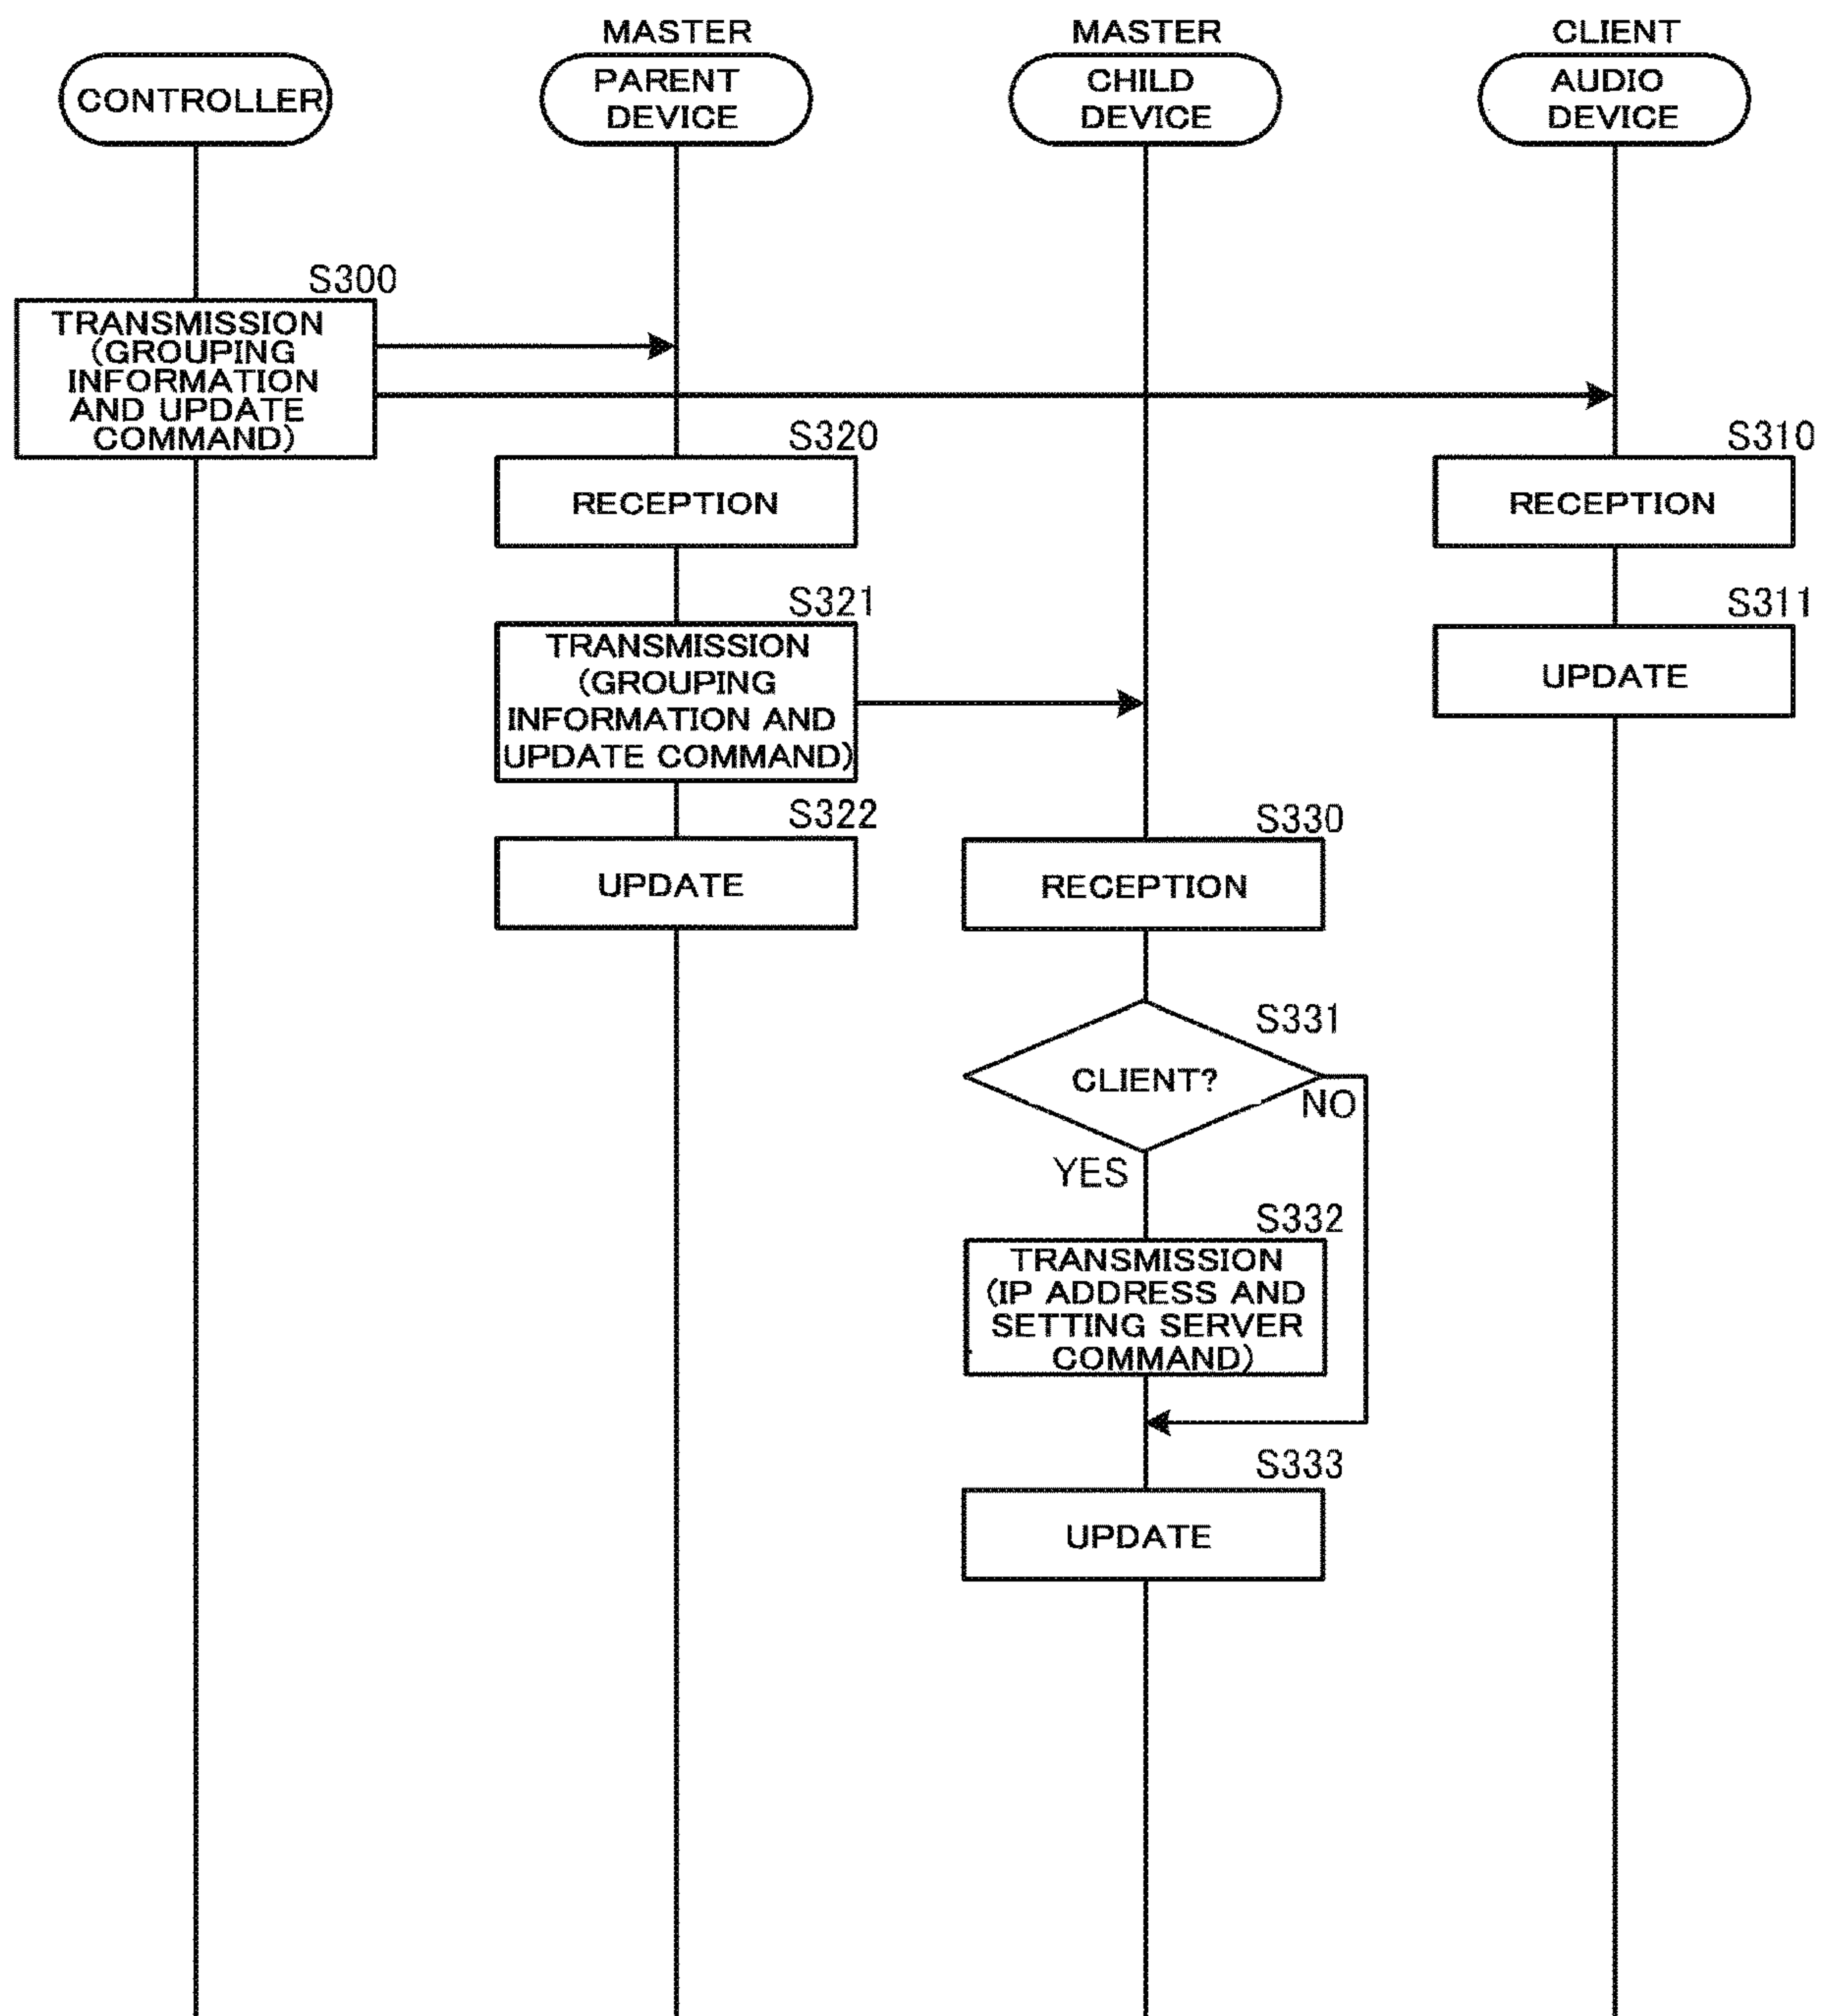 CONTROLLER
MASTER
PARENT
DEVICE
MASTER
CHILD
DEVICE
CLIENT
AUDIO
DEVICE
S300
TRANSMISSION
(GROUPING
INFORMATION
AND UPDATE
COMMAND)
S320
RECEPTION
S310
RECEPTION
S321
TRANSMISSION
(GROUPING
INFORMATION AND
UPDATE COMMAND)
S311
UPDATE
S322
UPDATE
S330
RECEPTION
S331
CLIENT?
NO
YES
S332
TRANSMISSION
(IP ADDRESS AND
SETTING SERVER
COMMAND)
S333
UPDATE